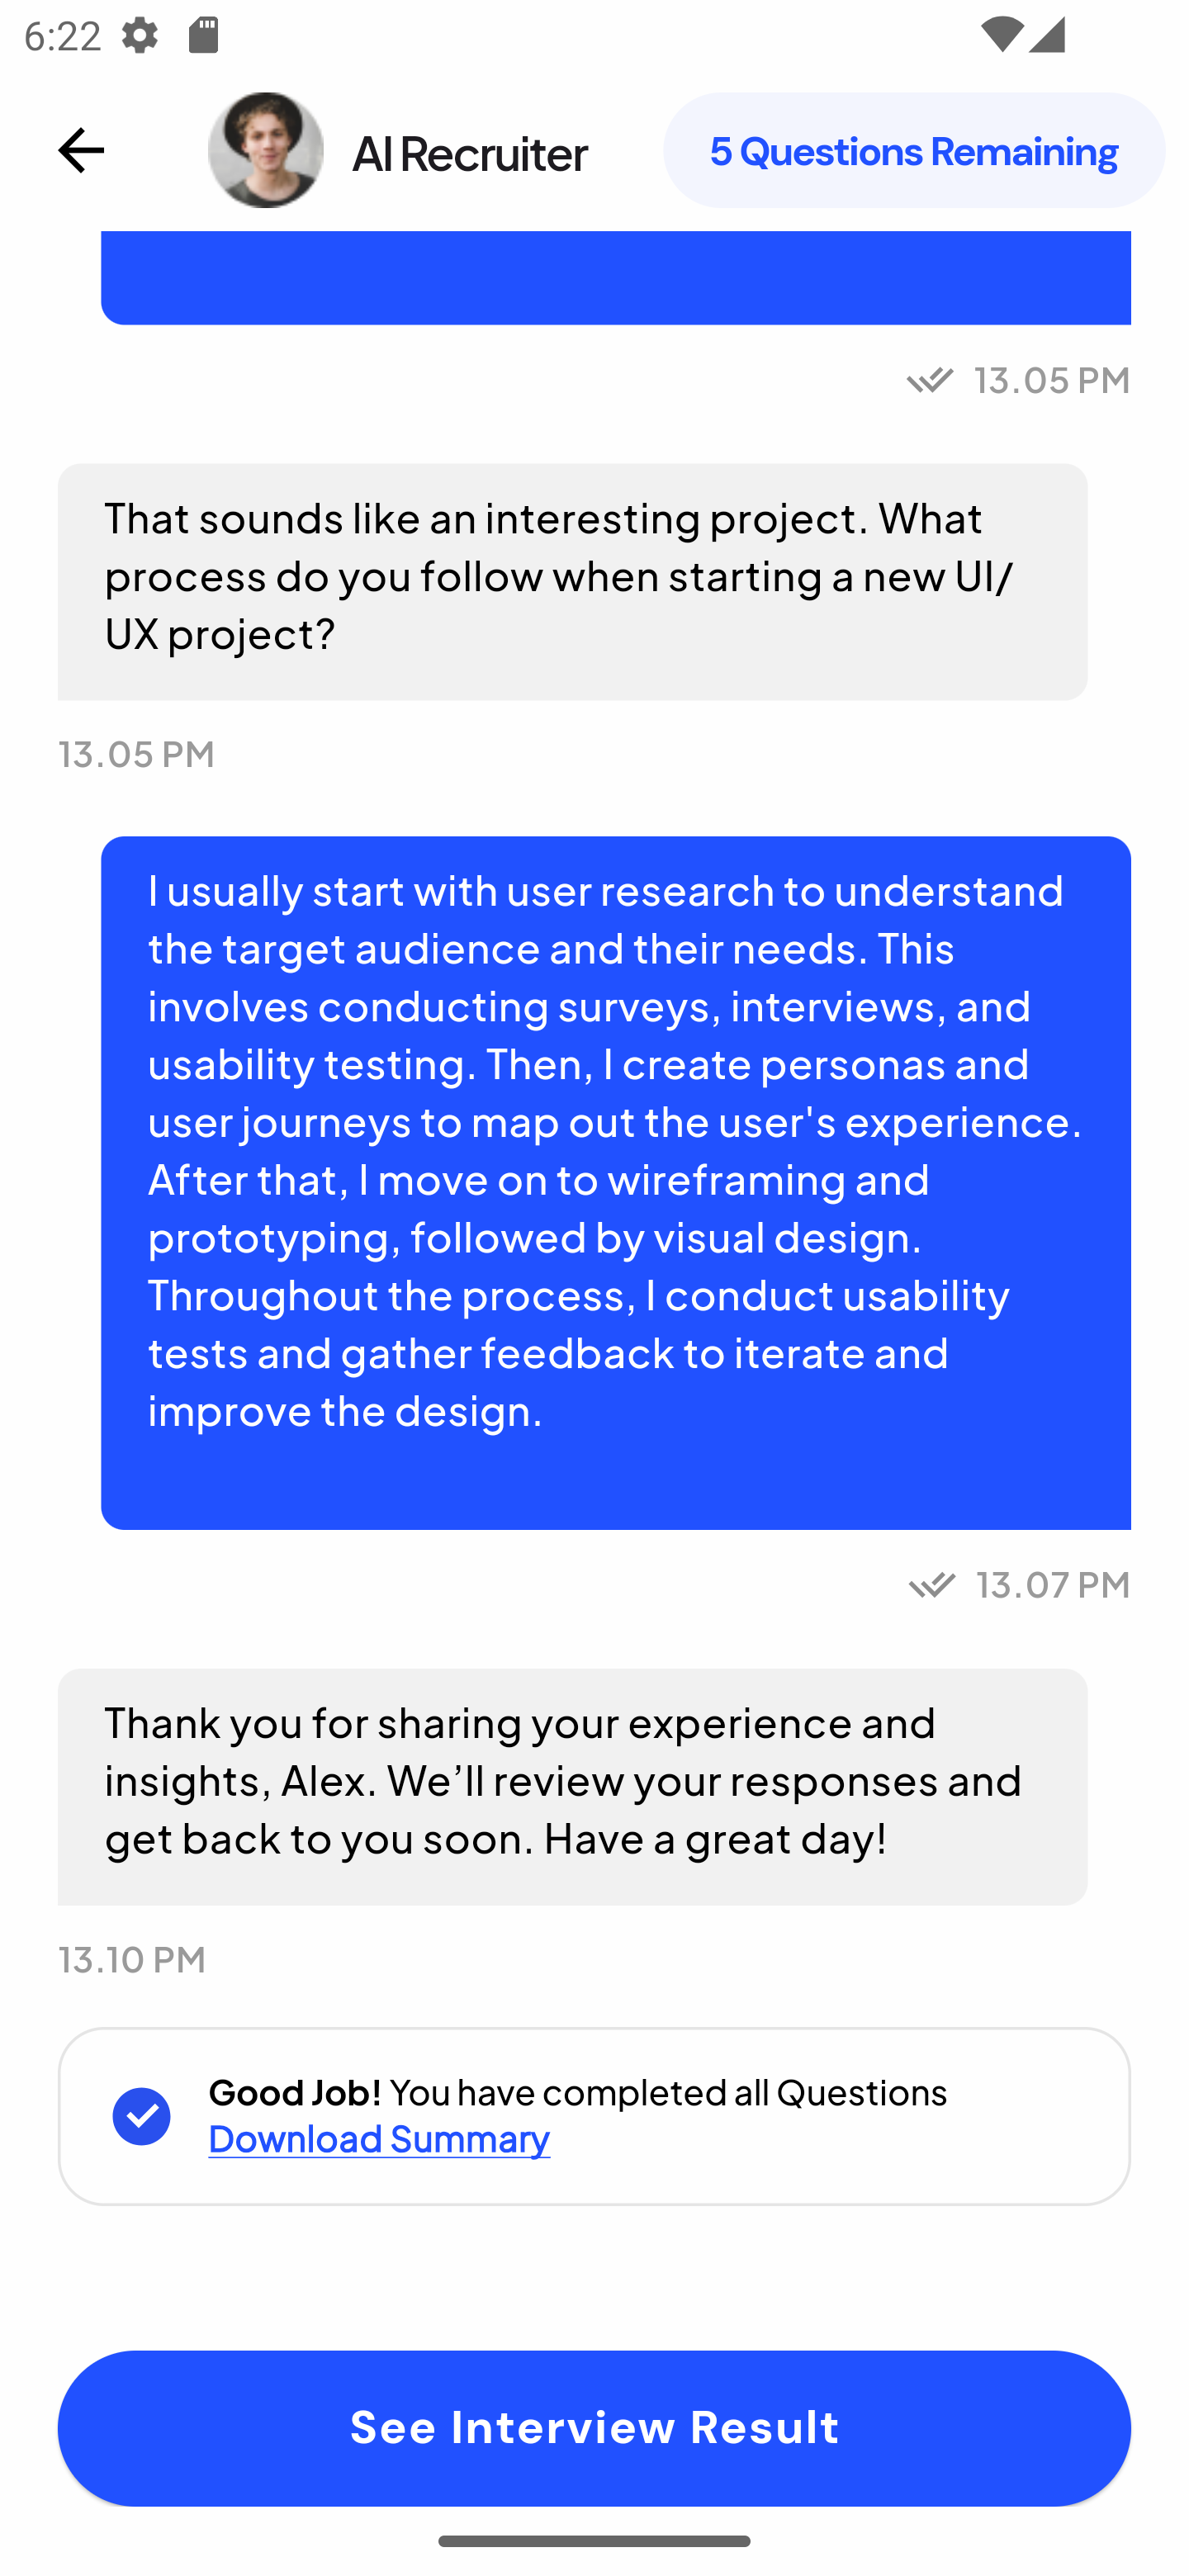 6:22
AI Recruiter
5 Questions Remaining
13.05 PM
That sounds like an interesting project. What
process do you follow when starting a new UI/
UX project?
13.05 PM
I usually start with user research to understand
the target audience and their needs. This
involves conducting surveys, interviews, and
usability testing. Then, I create personas and
user journeys to map out the user's experience.
After that, I move on to wireframing and
prototyping, followed by visual design.
Throughout the process, I conduct usability
tests and gather feedback to iterate and
improve the design.
13.07 PM
Thank you for sharing your experience and
insights, Alex. We’ll review your responses and
get back to you soon. Have a great day!
13.10 PM
Good Job! You have completed all Questions
Download Summary
See Interview Result